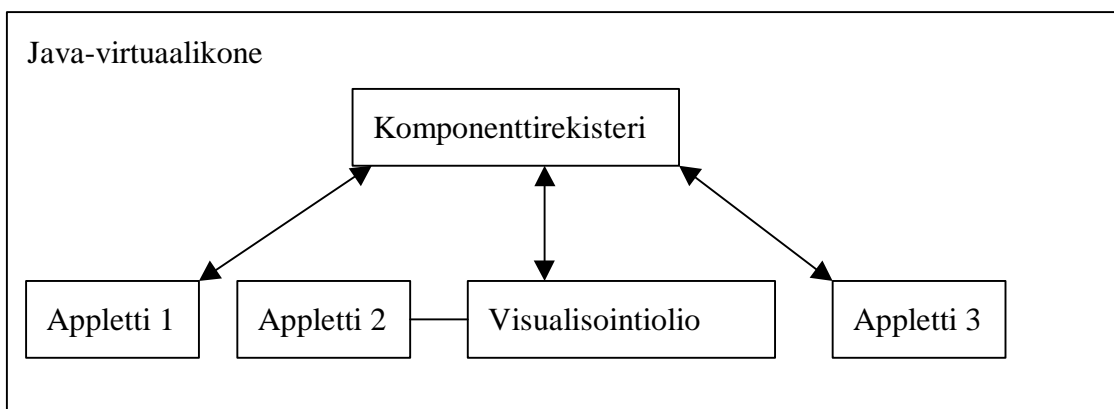 Java-virtuaalikone
Komponenttirekisteri
Appletti 1
Appletti 2
Visualisointiolio
Appletti 3